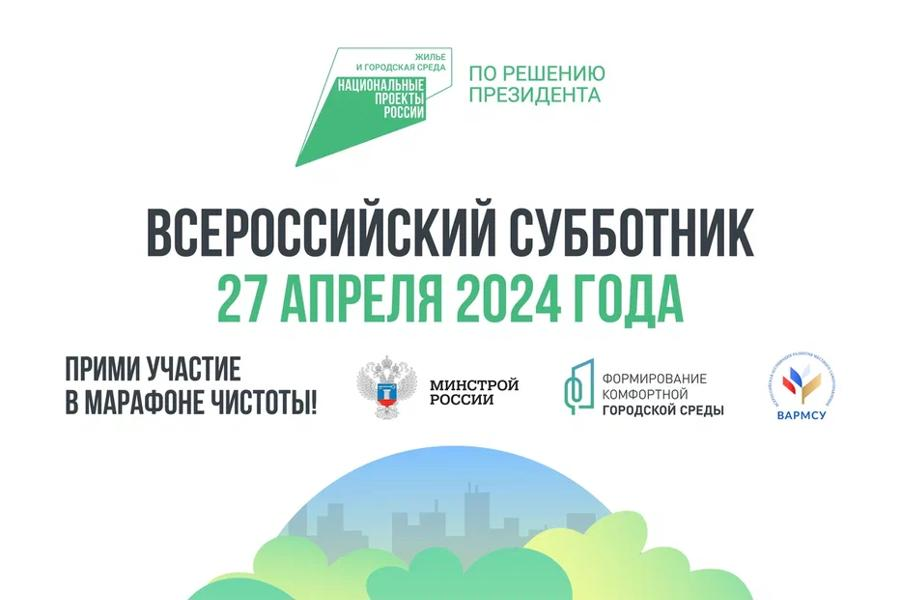 ЖИЛЬЕ
И ГОРОДСКАЯ СРЕДА
НАЦИОНАЛЬНЫЕ
ПРОЕКТЫ
РОССИИ
ПО РЕШЕНИЮ
ПРЕЗИДЕНТА
ВСЕРОССИЙСКИЙ СУББОТНИК
27 АПРЕЛЯ 2024 ГОДА
ПРИМИ УЧАСТИЕ
В МАРАФОНЕ ЧИСТОТЫ!
МИНСТРОЙ
РОССИИ
ФОРМИРОВАНИЕ
КОМФОРТНОЙ
ГОРОДСКОЙ СРЕДЫ
ВАРМСУ